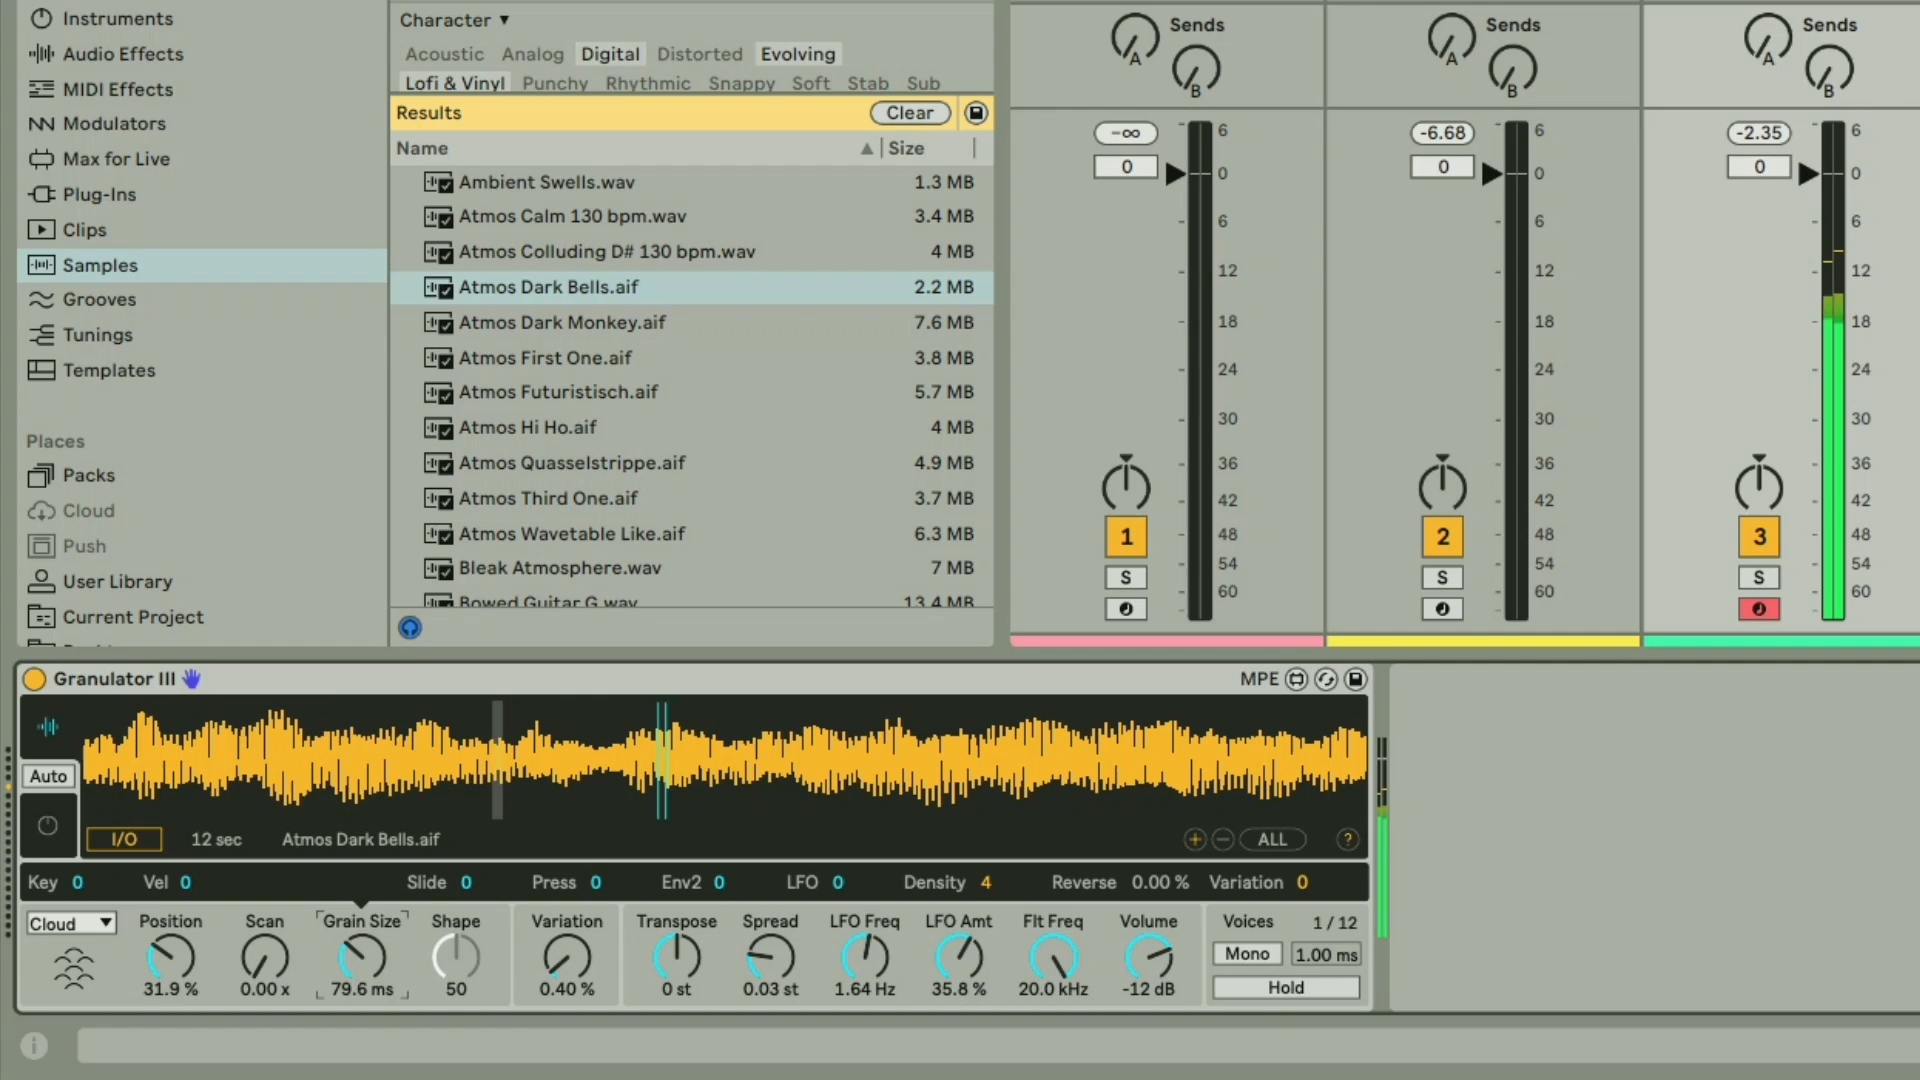 Instruments
Audio Effects
MIDI Effects
Modulators
Max for Live
Plug-Ins
Clips
Samples
Grooves
Tunings
Templates
Places
Packs
Cloud
Push
User Library
Current Project
Character ▼
Acoustic Analog Digital Distorted Evolving
Lofi & Vinyl Punchy Rhythmic Snappy Soft Stab Sub
Results Clear
Name Size
Ambient Swells.wav 1.3 MB
Atmos Calm 130 bpm.wav 3.4 MB
Atmos Colluding D# 130 bpm.wav 4 MB
Atmos Dark Bells.aif 2.2 MB
Atmos Dark Monkey.aif 7.6 MB
Atmos First One.aif 3.8 MB
Atmos Futuristisch.aif 5.7 MB
Atmos Hi Ho.aif 4 MB
Atmos Quasselstrippe.aif 4.9 MB
Atmos Third One.aif 3.7 MB
Atmos Wavetable Like.aif 6.3 MB
Bleak Atmosphere.wav 7 MB
Bowed Guitar G.wav 13.4 MB
Sends
A
B
-∞
0
6
0
6
12
18
24
30
36
42
48
54
60
1
S
Sends
A
B
-6.68
0
6
0
6
12
18
24
30
36
42
48
54
60
2
S
Sends
A
B
-2.35
0
6
0
6
12
18
24
30
36
42
48
54
60
3
S
Granulator III MPE
Auto
I/O 12 sec Atmos Dark Bells.aif + − ALL ?
Key 0 Vel 0 Slide 0 Press 0 Env2 0 LFO 0 Density 4 Reverse 0.00 % Variation 0
Cloud ▼ Position Scan Grain Size Shape Variation Transpose Spread LFO Freq LFO Amt Flt Freq Volume Voices 1 / 12
Mono 1.00 ms
31.9 % 0.00 x 79.6 ms 50 0.40 % 0 st 0.03 st 1.64 Hz 35.8 % 20.0 kHz -12 dB Hold